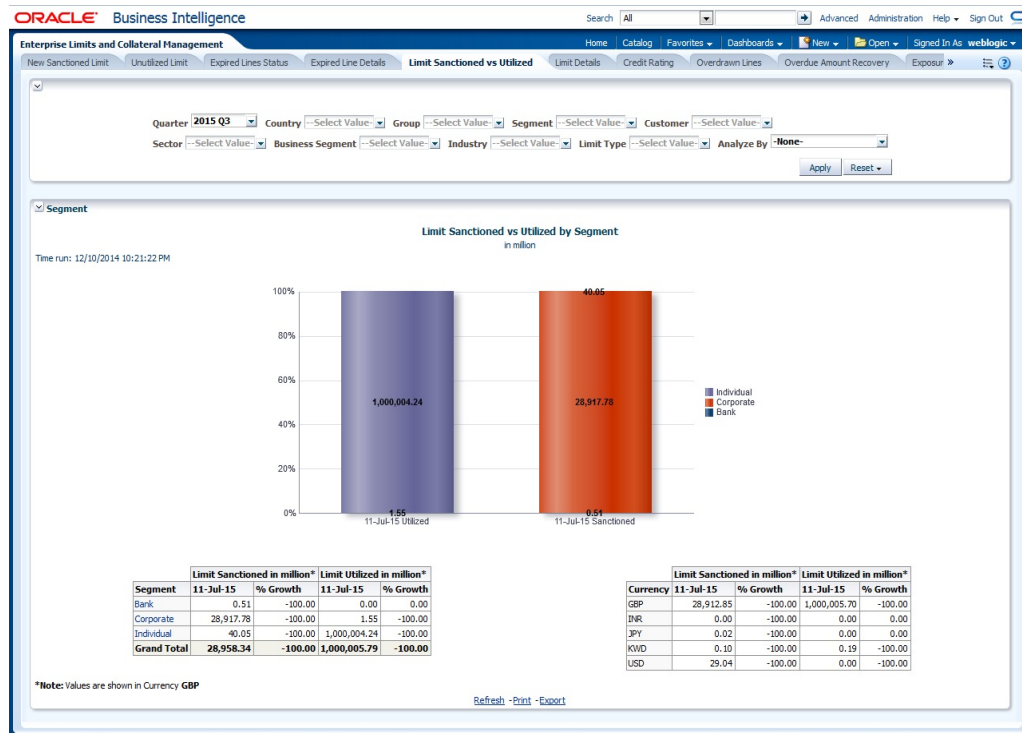 ORACLE Business Intelligence
Search All Advanced Administration Help Sign Out
Enterprise Limits and Collateral Management
Home Catalog Favorites Dashboards New Open Signed In As weblogic
New Sanctioned Limit Unutilized Limit Expired Lines Status Expired Line Details Limit Sanctioned vs Utilized Limit Details Credit Rating Overdrawn Lines Overdue Amount Recovery Exposur »
Quarter 2015 Q3 Country --Select Value- Group --Select Value- Segment --Select Value- Customer --Select Value-
Sector --Select Value- Business Segment --Select Value- Industry --Select Value- Limit Type --Select Value- Analyze By -None-
Apply Reset
Segment
Limit Sanctioned vs Utilized by Segment
in million
Time run: 12/10/2014 10:21:22 PM
100%
80%
60%
40%
20%
0%
40.05
1,000,004.24
28,917.78
1.55
0.51
11-Jul-15 Utilized
11-Jul-15 Sanctioned
Individual
Corporate
Bank
Limit Sanctioned in million* Limit Utilized in million*
Segment 11-Jul-15 % Growth 11-Jul-15 % Growth
Bank 0.51 -100.00 0.00 0.00
Corporate 28,917.78 -100.00 1.55 -100.00
Individual 40.05 -100.00 1,000,004.24 -100.00
Grand Total 28,958.34 -100.00 1,000,005.79 -100.00
Limit Sanctioned in million* Limit Utilized in million*
Currency 11-Jul-15 % Growth 11-Jul-15 % Growth
GBP 28,912.85 -100.00 1,000,005.70 -100.00
INR 0.00 -100.00 0.00 0.00
JPY 0.02 -100.00 0.00 0.00
KWD 0.10 -100.00 0.19 -100.00
USD 29.04 -100.00 0.00 -100.00
*Note: Values are shown in Currency GBP
Refresh - Print - Export